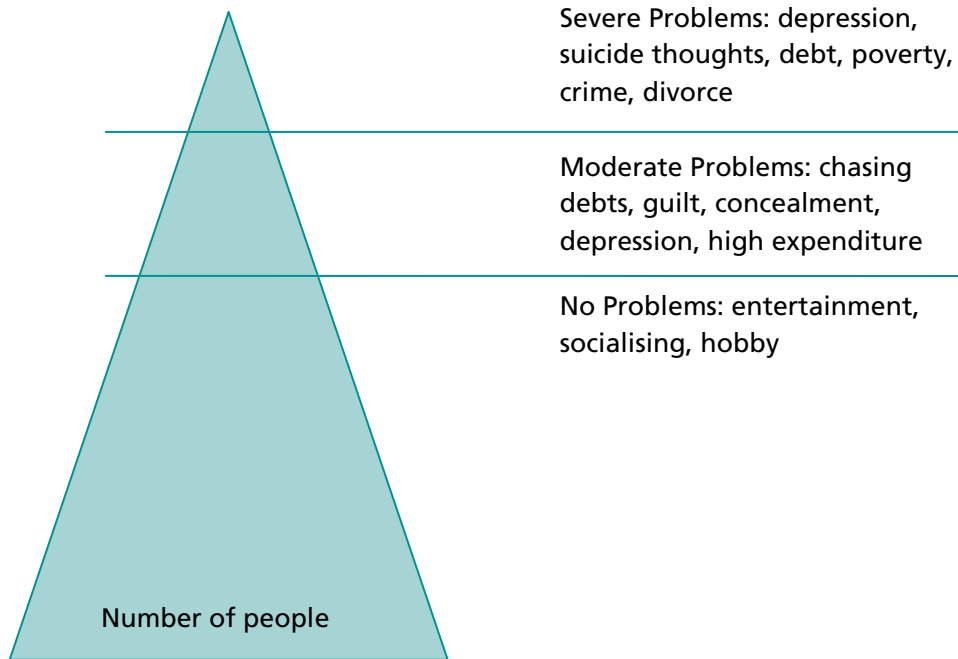 Severe Problems: depression,
suicide thoughts, debt, poverty,
crime, divorce
Moderate Problems: chasing
debts, guilt, concealment,
depression, high expenditure
No Problems: entertainment,
socialising, hobby
Number of people